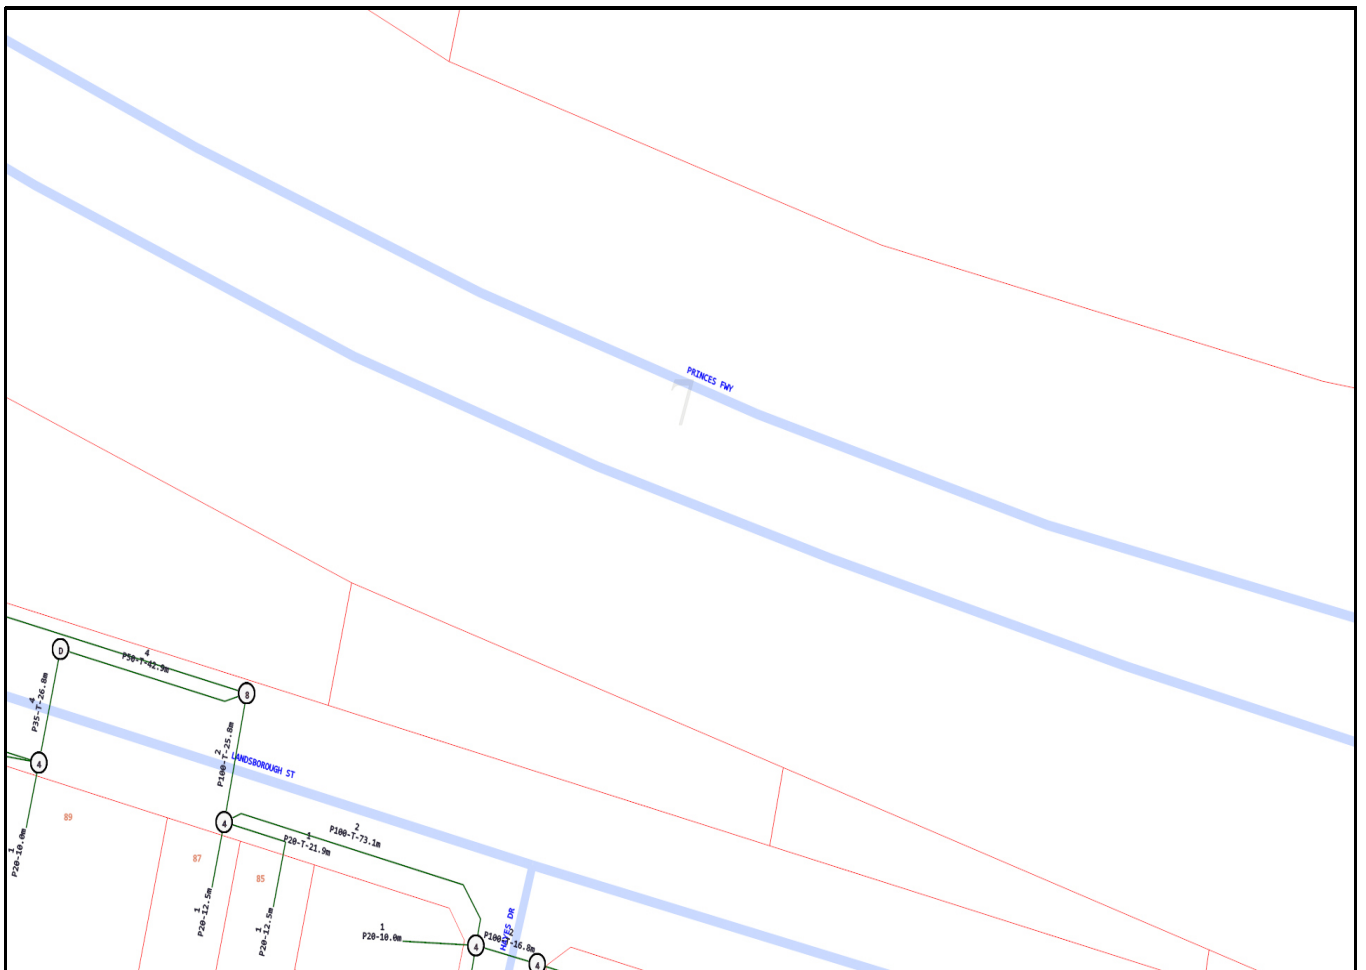 PRINCES FWY
7
D
4
P50-T-42.9m
8
4
P35-T-26.8m
2
P100-T-25.8m
LANDSBOROUGH ST
4
89
4
2
P100-T-73.1m
1
P20-T-21.9m
87
85
1
P20-10.0m
1
P20-12.5m
1
P20-12.5m
1
P20-10.0m
4
HAYES DR
P100-T-16.8m
4